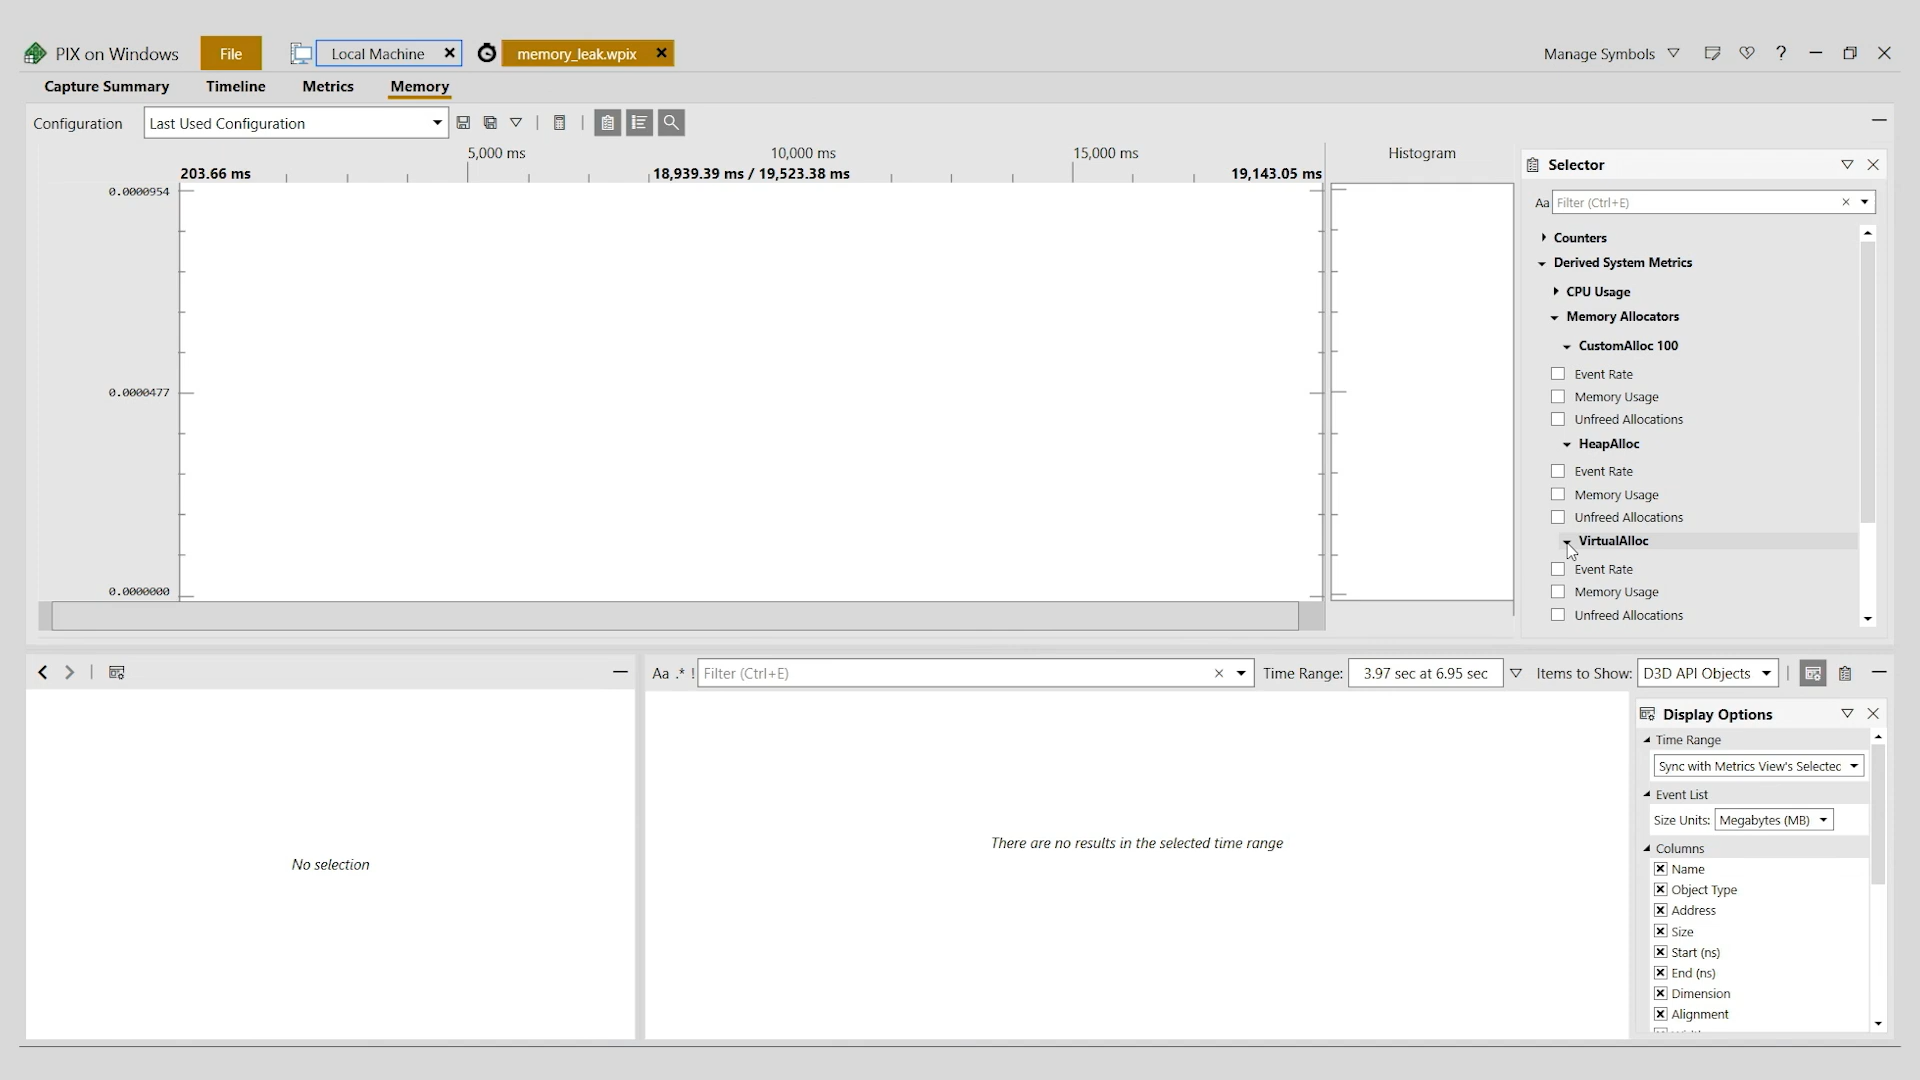 PIX on Windows File Local Machine memory_leak.wpix Manage Symbols ?
Capture Summary Timeline Metrics Memory
Configuration Last Used Configuration
5,000 ms 10,000 ms 15,000 ms Histogram
203.66 ms 18,939.39 ms / 19,523.38 ms 19,143.05 ms
0.0000954
0.0000477
0.0000000
Selector
Aa Filter (Ctrl+E)
Counters
Derived System Metrics
CPU Usage
Memory Allocators
CustomAlloc 100
Event Rate
Memory Usage
Unfreed Allocations
HeapAlloc
Event Rate
Memory Usage
Unfreed Allocations
VirtualAlloc
Event Rate
Memory Usage
Unfreed Allocations
No selection
Aa .* ! Filter (Ctrl+E) Time Range: 3.97 sec at 6.95 sec Items to Show: D3D API Objects
There are no results in the selected time range
Display Options
Time Range
Sync with Metrics View's Selected
Event List
Size Units: Megabytes (MB)
Columns
Name
Object Type
Address
Size
Start (ns)
End (ns)
Dimension
Alignment